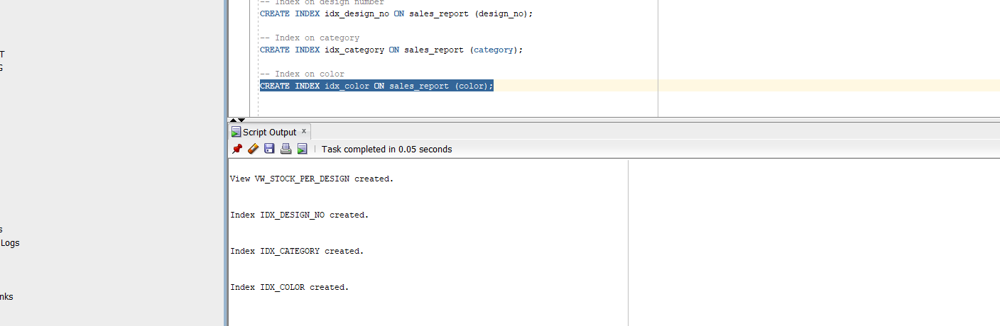 -- Index on design number
CREATE INDEX idx_design_no ON sales_report (design_no);
-- Index on category
CREATE INDEX idx_category ON sales_report (category);
-- Index on color
CREATE INDEX idx_color ON sales_report (color);
T
G
s
Logs
nks
Script Output x
Task completed in 0.05 seconds
View VW_STOCK_PER_DESIGN created.
Index IDX_DESIGN_NO created.
Index IDX_CATEGORY created.
Index IDX_COLOR created.